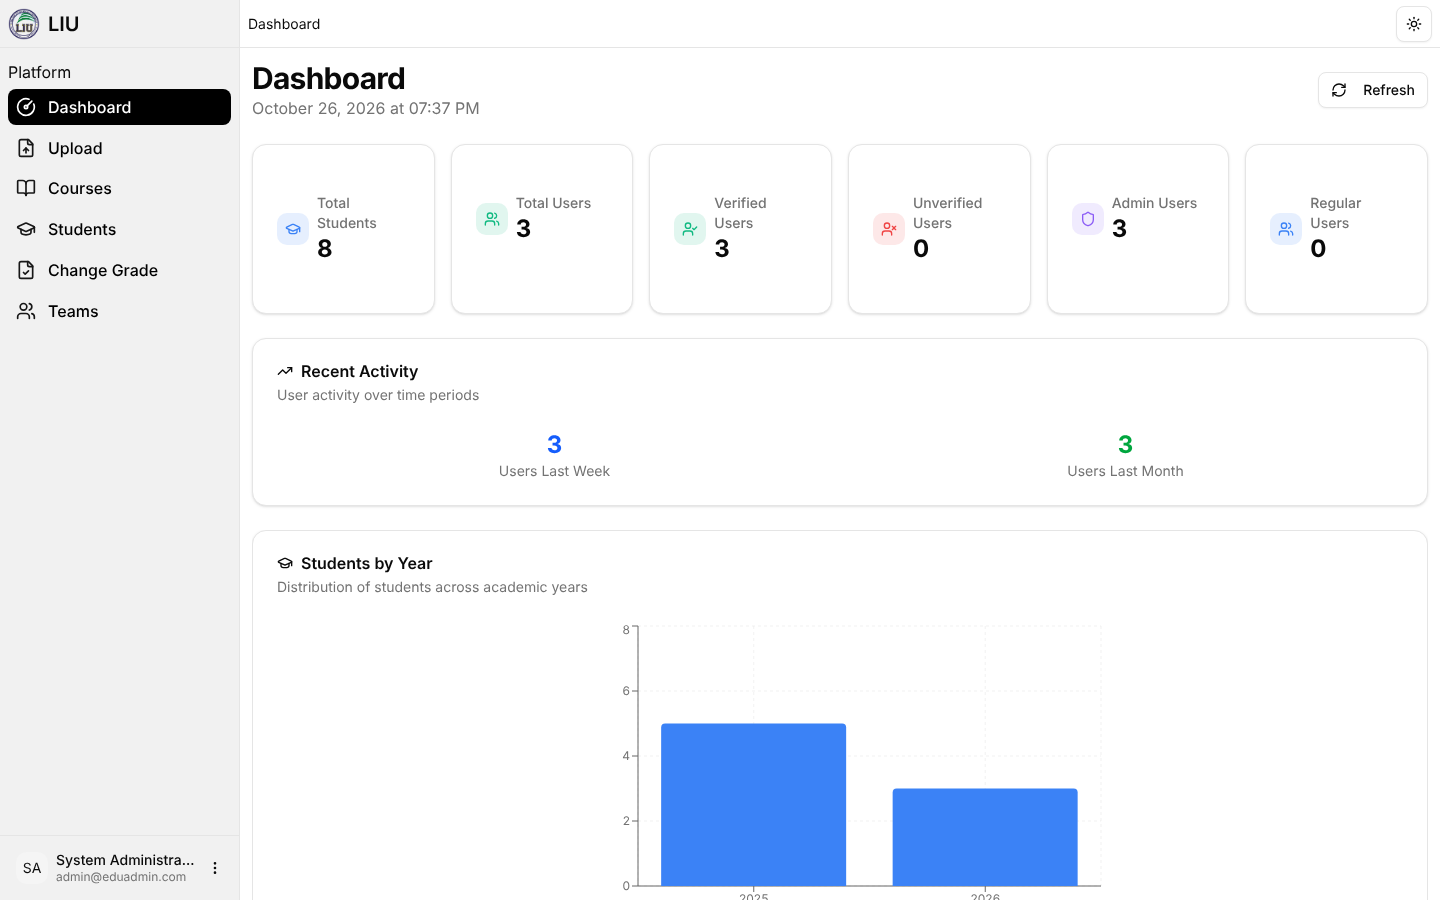 LIU
LIU
Platform
Dashboard
Upload
Courses
Students
Change Grade
Teams
SA
System Administra...
admin@eduadmin.com
Dashboard
Dashboard
October 26, 2026 at 07:37 PM
Refresh
Total
Students
8
Total Users
3
Verified
Users
3
Unverified
Users
0
Admin Users
3
Regular
Users
0
Recent Activity
User activity over time periods
3
Users Last Week
3
Users Last Month
Students by Year
Distribution of students across academic years
8
6
4
2
0
2025
2026